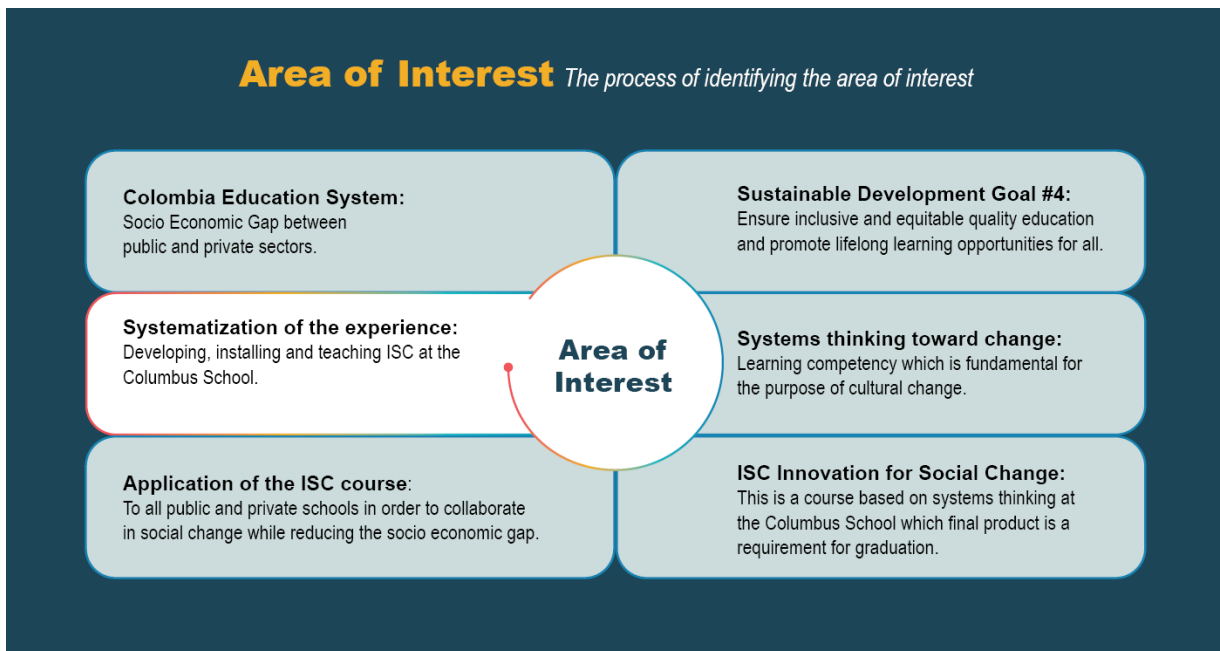 Area of Interest The process of identifying the area of interest
Colombia Education System:
Socio Economic Gap between
public and private sectors.
Sustainable Development Goal #4:
Ensure inclusive and equitable quality education
and promote lifelong learning opportunities for all.
Systematization of the experience:
Developing, installing and teaching ISC at the
Columbus School.
Area of
Interest
Systems thinking toward change:
Learning competency which is fundamental for
the purpose of cultural change.
Application of the ISC course:
To all public and private schools in order to collaborate
in social change while reducing the socio economic gap.
ISC Innovation for Social Change:
This is a course based on systems thinking at
the Columbus School which final product is a
requirement for graduation.